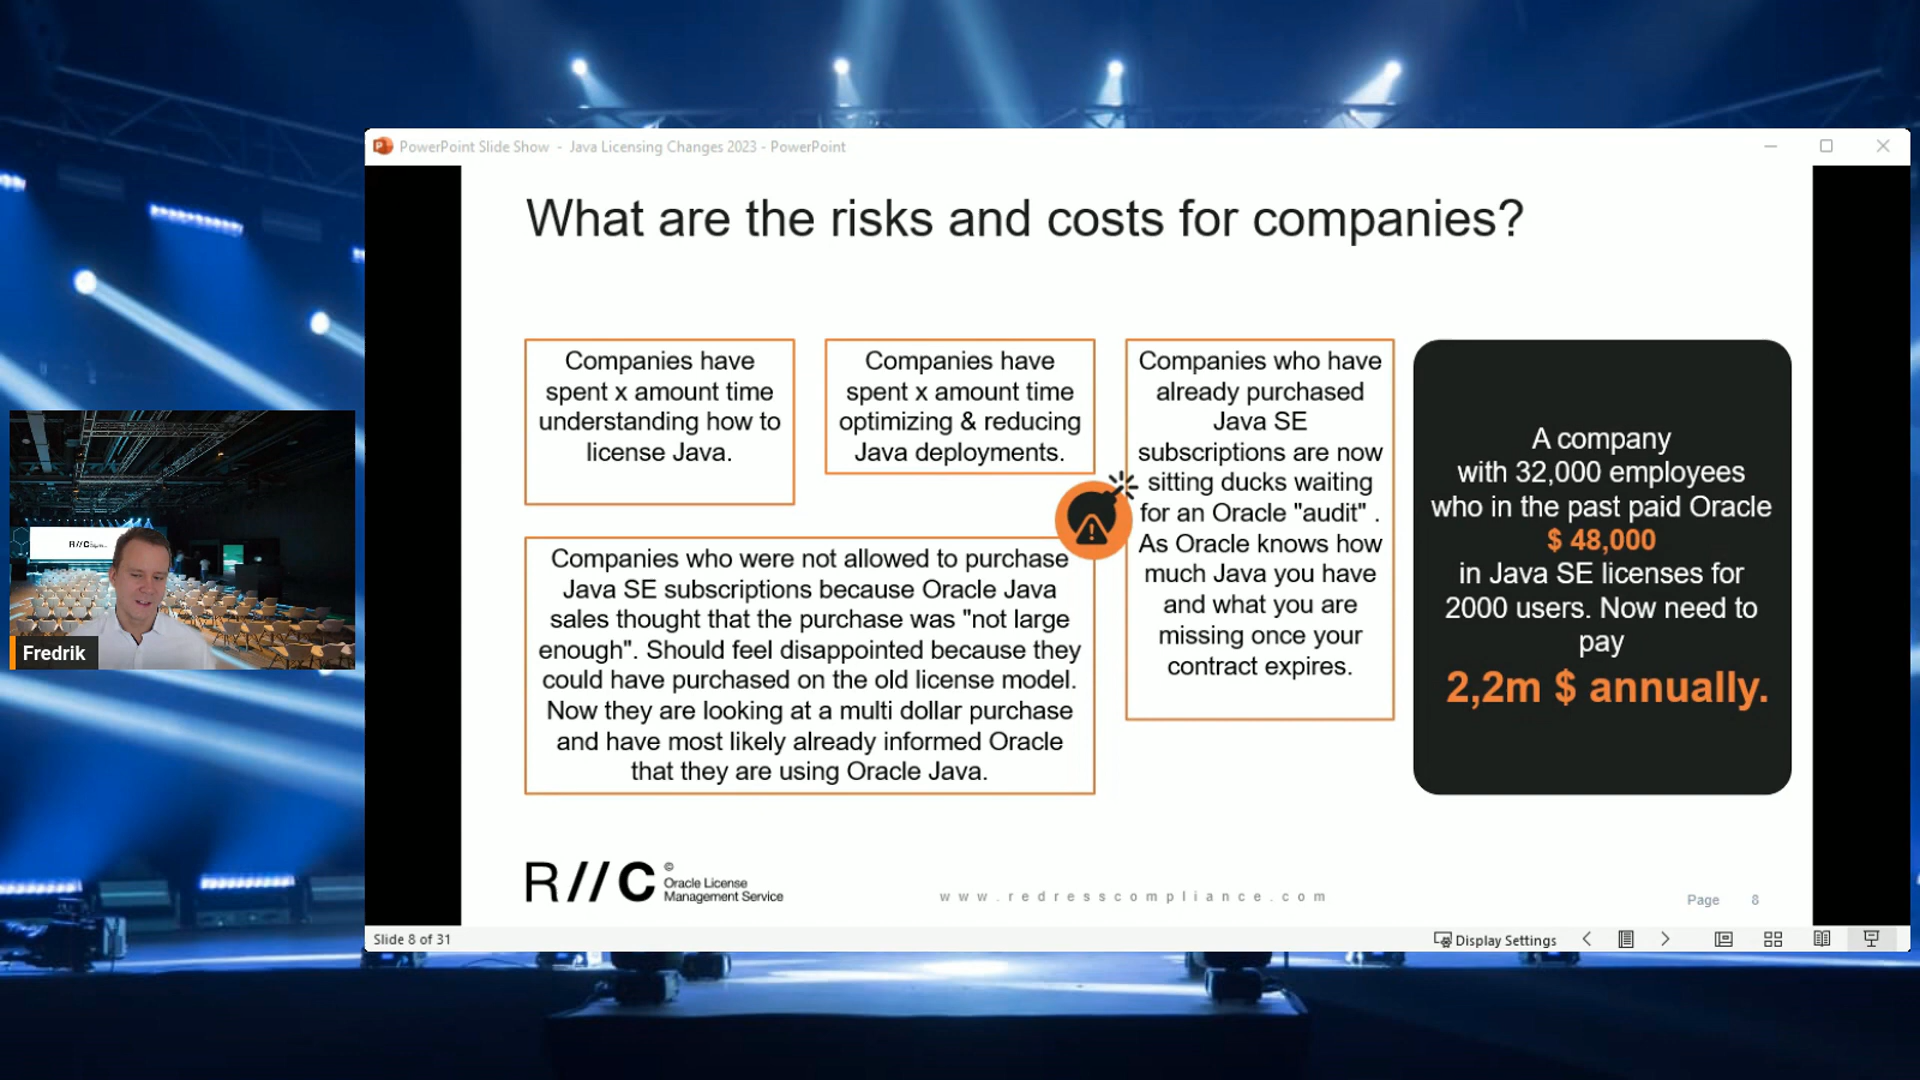 PowerPoint Slide Show - Java Licensing Changes 2023 - PowerPoint
What are the risks and costs for companies?
Companies have
spent x amount time
understanding how to
license Java.
Companies have
spent x amount time
optimizing & reducing
Java deployments.
Companies who have
already purchased
Java SE
subscriptions are now
sitting ducks waiting
for an Oracle "audit" .
As Oracle knows how
much Java you have
and what you are
missing once your
contract expires.
Companies who were not allowed to purchase
Java SE subscriptions because Oracle Java
sales thought that the purchase was "not large
enough". Should feel disappointed because they
could have purchased on the old license model.
Now they are looking at a multi dollar purchase
and have most likely already informed Oracle
that they are using Oracle Java.
A company
with 32,000 employees
who in the past paid Oracle
$ 48,000
in Java SE licenses for
2000 users. Now need to
pay
2,2m $ annually.
R//C
Fredrik
R//C ©
Oracle License
Management Service
www.redresscompliance.com
Page 8
Slide 8 of 31
Display Settings